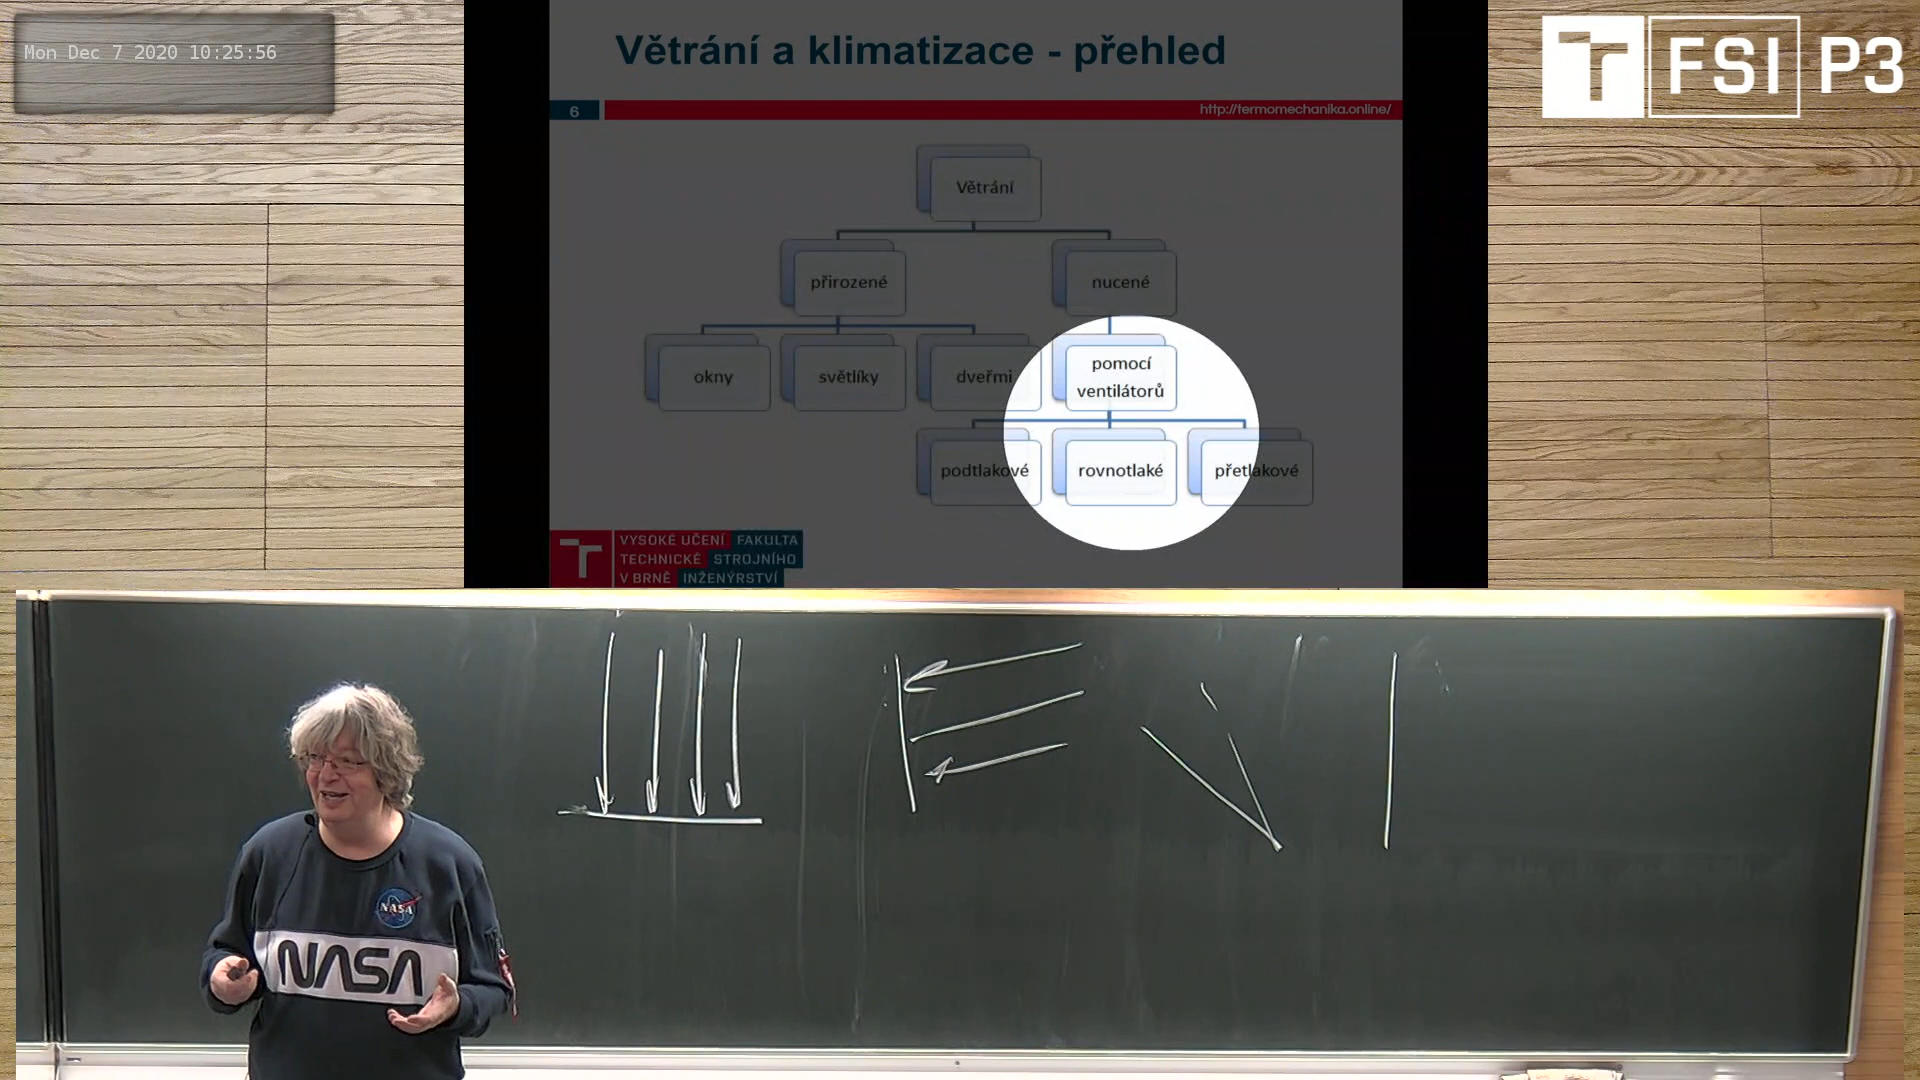 Mon Dec 7 2020 10:25:56
Větrání a klimatizace - přehled
6
http://termomechanika.online/
Větrání
přirozené
nucené
okny
světlíky
dveřmi
pomocí
ventilátorů
podtlakové
rovnotlaké
přetlakové
VYSOKÉ UČENÍ FAKULTA
TECHNICKÉ STROJNÍHO
V BRNĚ INŽENÝRSTVÍ
T FSI P3
NASA
NASA